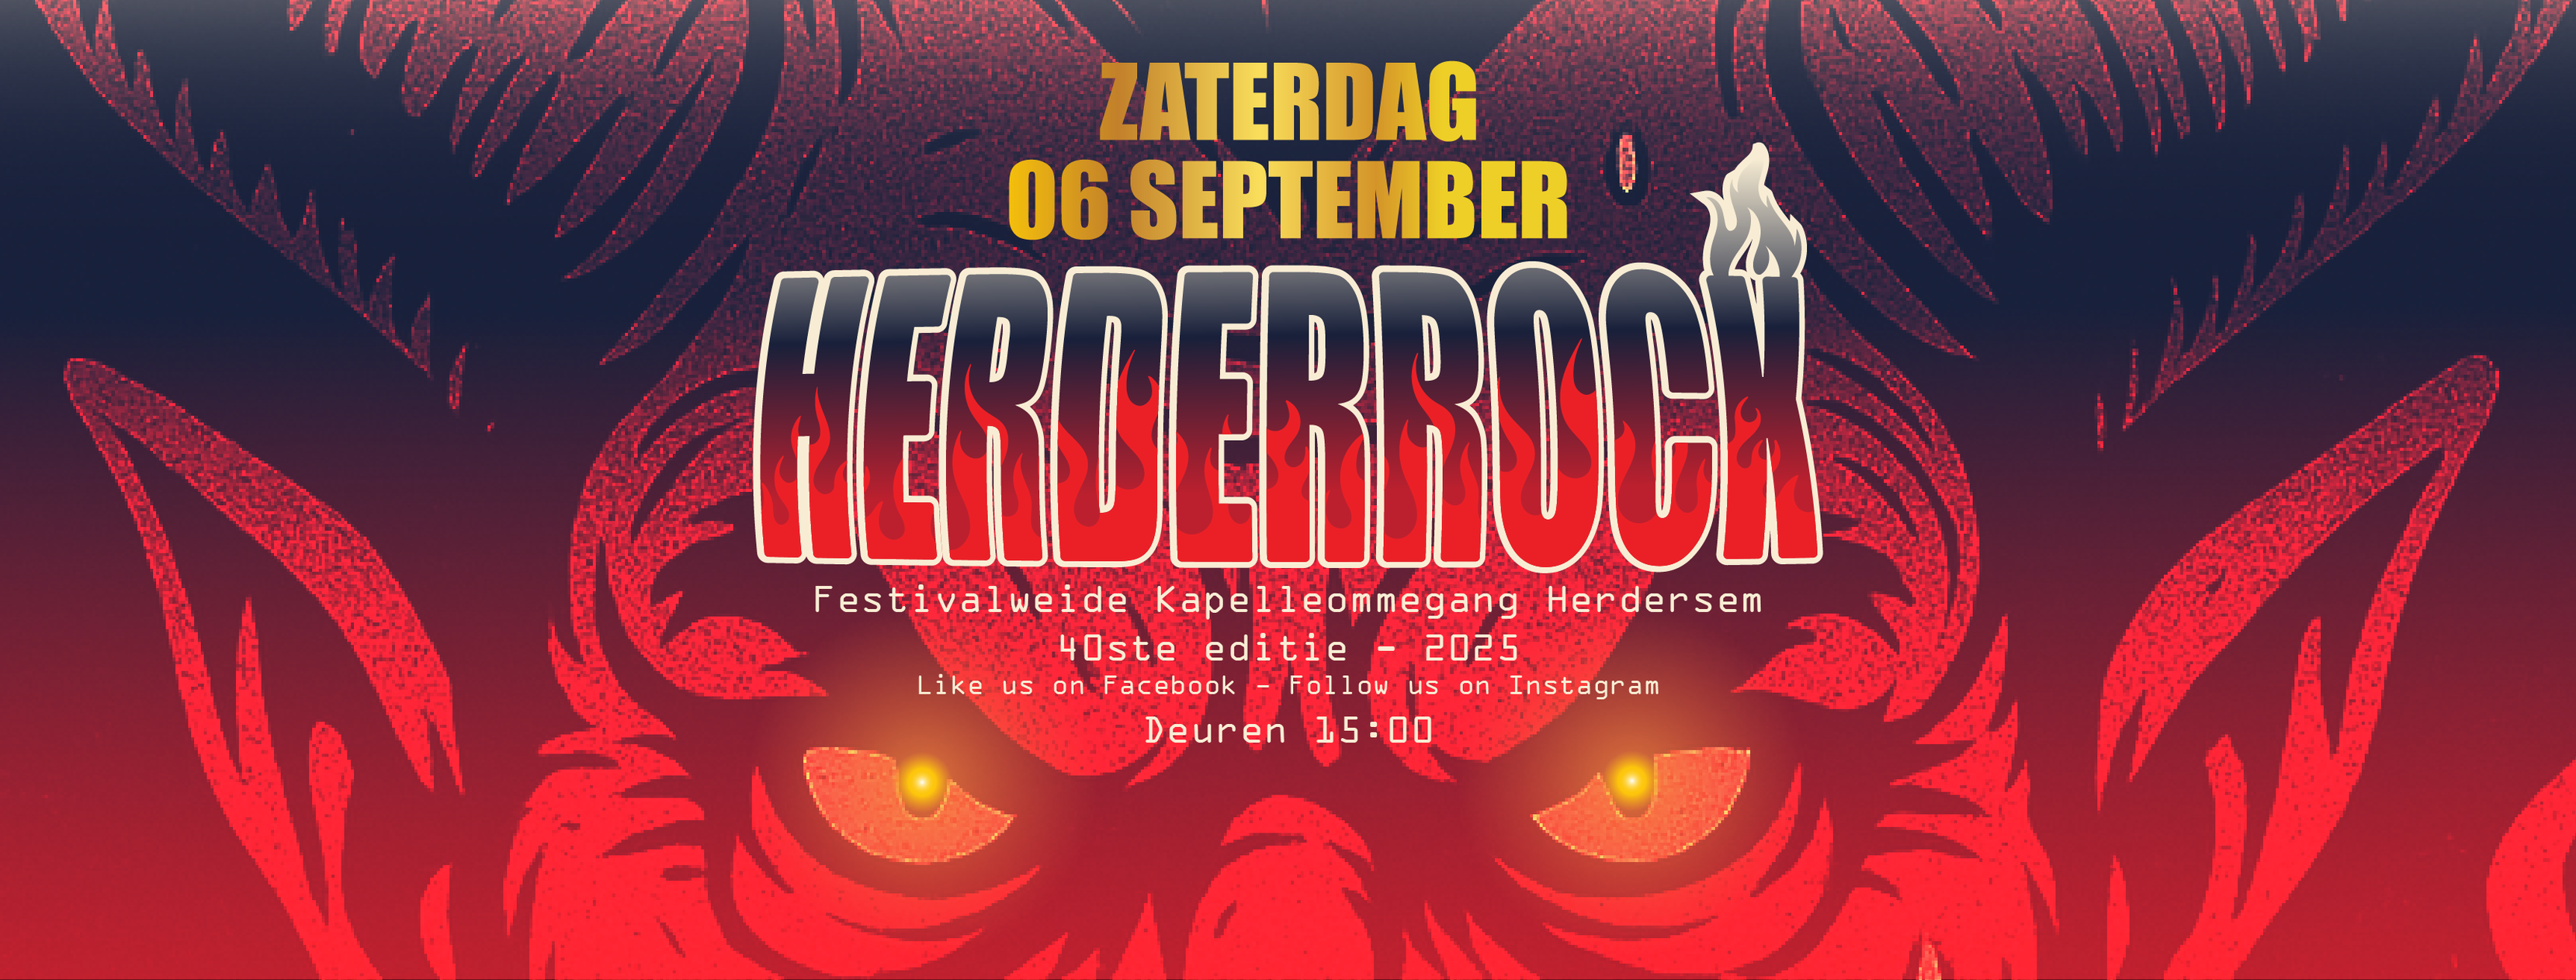 ZATERDAG
06 SEPTEMBER
HERDERROCK
Festivalweide Kapelleommegang Herdersem
40ste editie - 2025
Like us on Facebook - Follow us on Instagram
Deuren 15:00